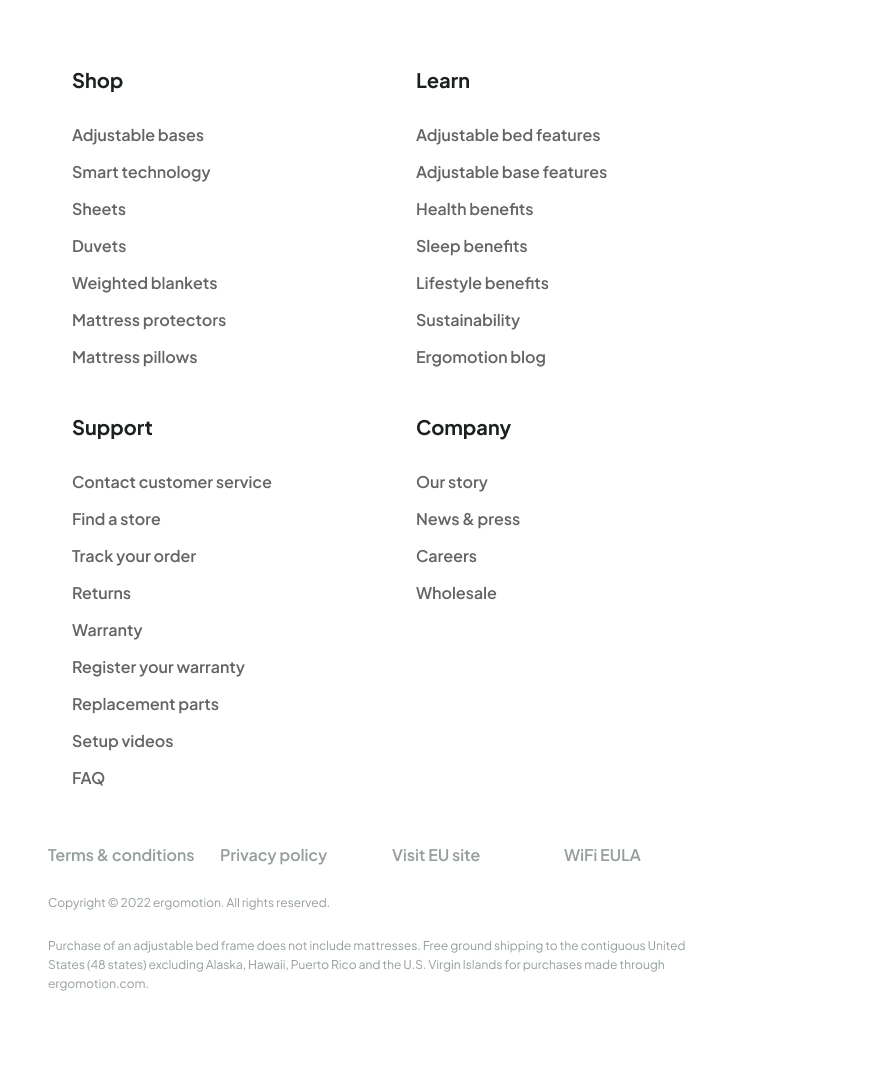 Shop
Adjustable bases
Smart technology
Sheets
Duvets
Weighted blankets
Mattress protectors
Mattress pillows
Learn
Adjustable bed features
Adjustable base features
Health benefits
Sleep benefits
Lifestyle benefits
Sustainability
Ergomotion blog
Support
Contact customer service
Find a store
Track your order
Returns
Warranty
Register your warranty
Replacement parts
Setup videos
FAQ
Company
Our story
News & press
Careers
Wholesale
Terms & conditions
Privacy policy
Visit EU site
WiFi EULA
Copyright © 2022 ergomotion. All rights reserved.
Purchase of an adjustable bed frame does not include mattresses. Free ground shipping to the contiguous United
States (48 states) excluding Alaska, Hawaii, Puerto Rico and the U.S. Virgin Islands for purchases made through
ergomotion.com.